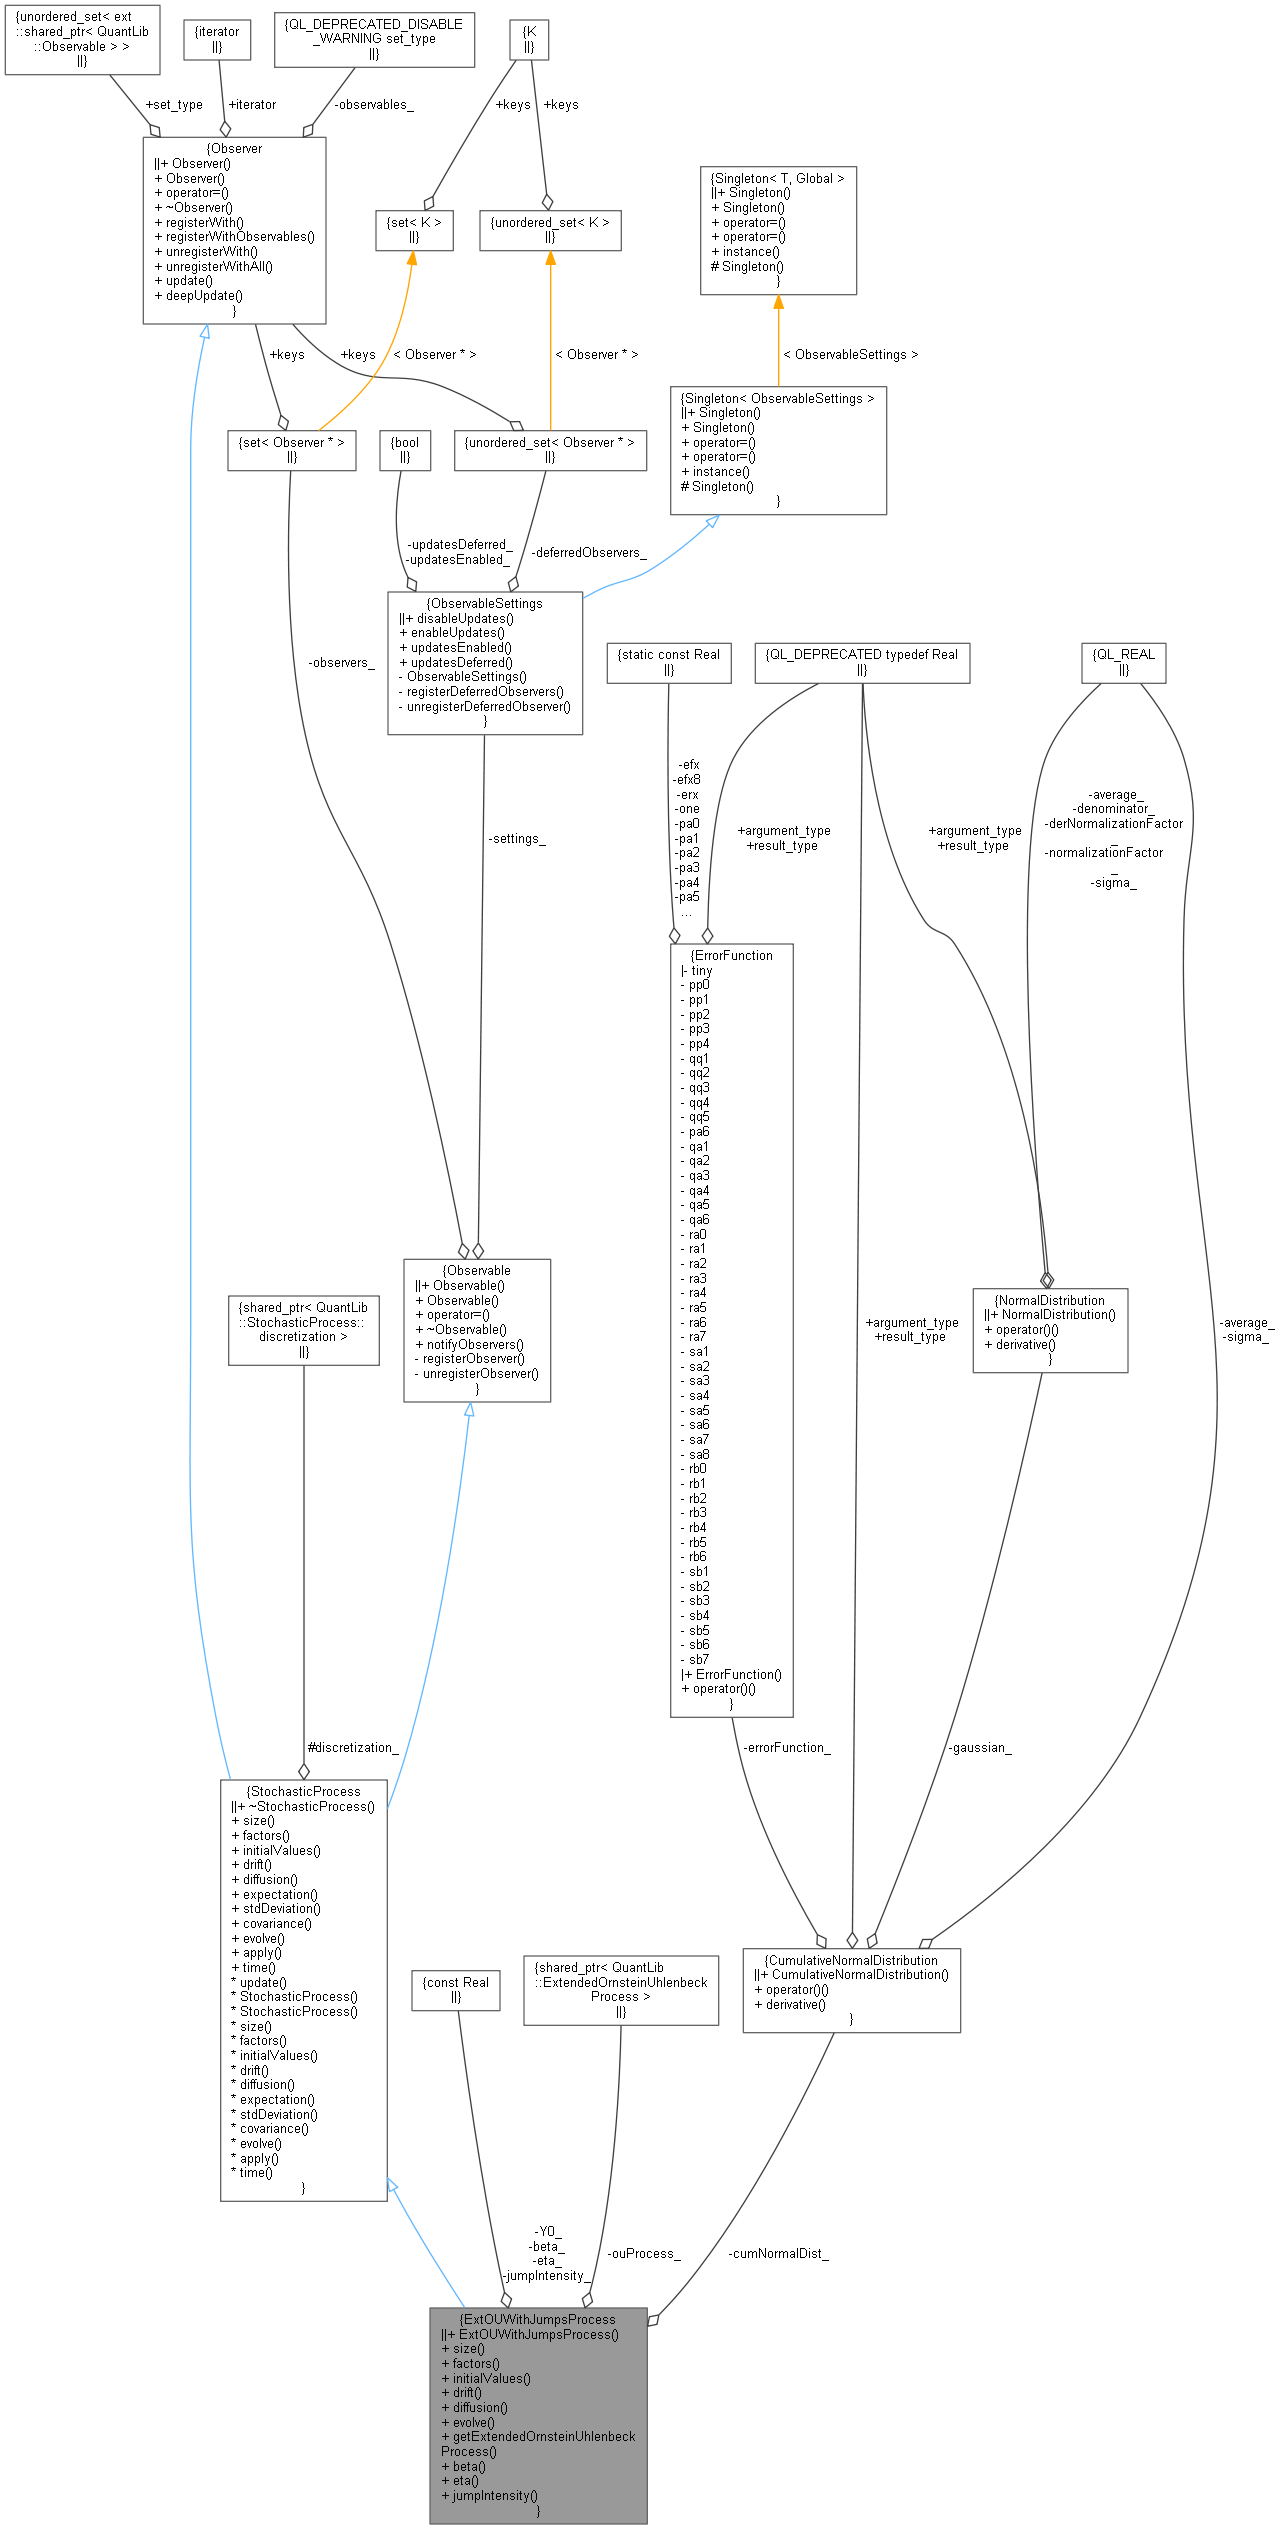 {unordered_set< ext
::shared_ptr< QuantLib
::Observable > >
||}
{iterator
||}
{QL_DEPRECATED_DISABLE
_WARNING set_type
||}
{K
||}
+set_type
+iterator
-observables_
+keys
+keys
{Observer
||+ Observer()
+ Observer()
+ operator=()
+ ~Observer()
+ registerWith()
+ registerWithObservables()
+ unregisterWith()
+ unregisterWithAll()
+ update()
+ deepUpdate()
}
{set< K >
||}
{unordered_set< K >
||}
{Singleton< T, Global >
||+ Singleton()
+ Singleton()
+ operator=()
+ operator=()
+ instance()
# Singleton()
}
+keys
+keys
< Observer * >
< Observer * >
< ObservableSettings >
{set< Observer * >
||}
{bool
||}
{unordered_set< Observer * >
||}
{Singleton< ObservableSettings >
||+ Singleton()
+ Singleton()
+ operator=()
+ operator=()
+ instance()
# Singleton()
}
-updatesDeferred_
-updatesEnabled_
-deferredObservers_
-observers_
{ObservableSettings
||+ disableUpdates()
+ enableUpdates()
+ updatesEnabled()
+ updatesDeferred()
- ObservableSettings()
- registerDeferredObservers()
- unregisterDeferredObserver()
}
{static const Real
||}
{QL_DEPRECATED typedef Real
||}
{QL_REAL
||}
-settings_
-efx
-efx8
-erx
-one
-pa0
-pa1
-pa2
-pa3
-pa4
-pa5
...
+argument_type
+result_type
+argument_type
+result_type
-average_
-denominator_
-derNormalizationFactor
_
-normalizationFactor
_
-sigma_
{ErrorFunction
|- tiny
- pp0
- pp1
- pp2
- pp3
- pp4
- qq1
- qq2
- qq3
- qq4
- qq5
- pa6
- qa1
- qa2
- qa3
- qa4
- qa5
- qa6
- ra0
- ra1
- ra2
- ra3
- ra4
- ra5
- ra6
- ra7
- sa1
- sa2
- sa3
- sa4
- sa5
- sa6
- sa7
- sa8
- rb0
- rb1
- rb2
- rb3
- rb4
- rb5
- rb6
- sb1
- sb2
- sb3
- sb4
- sb5
- sb6
- sb7
|+ ErrorFunction()
+ operator()()
}
{Observable
||+ Observable()
+ Observable()
+ operator=()
+ ~Observable()
+ notifyObservers()
- registerObserver()
- unregisterObserver()
}
{shared_ptr< QuantLib
::StochasticProcess::
discretization >
||}
{NormalDistribution
||+ NormalDistribution()
+ operator()()
+ derivative()
}
+argument_type
+result_type
-average_
-sigma_
#discretization_
-errorFunction_
-gaussian_
{StochasticProcess
||+ ~StochasticProcess()
+ size()
+ factors()
+ initialValues()
+ drift()
+ diffusion()
+ expectation()
+ stdDeviation()
+ covariance()
+ evolve()
+ apply()
+ time()
* update()
* StochasticProcess()
* StochasticProcess()
* size()
* factors()
* initialValues()
* drift()
* diffusion()
* expectation()
* stdDeviation()
* covariance()
* evolve()
* apply()
* time()
}
{const Real
||}
{shared_ptr< QuantLib
::ExtendedOrnsteinUhlenbeck
Process >
||}
{CumulativeNormalDistribution
||+ CumulativeNormalDistribution()
+ operator()()
+ derivative()
}
-Y0_
-beta_
-eta_
-jumpIntensity_
-ouProcess_
-cumNormalDist_
{ExtOUWithJumpsProcess
||+ ExtOUWithJumpsProcess()
+ size()
+ factors()
+ initialValues()
+ drift()
+ diffusion()
+ evolve()
+ getExtendedOrnsteinUhlenbeck
Process()
+ beta()
+ eta()
+ jumpIntensity()
}